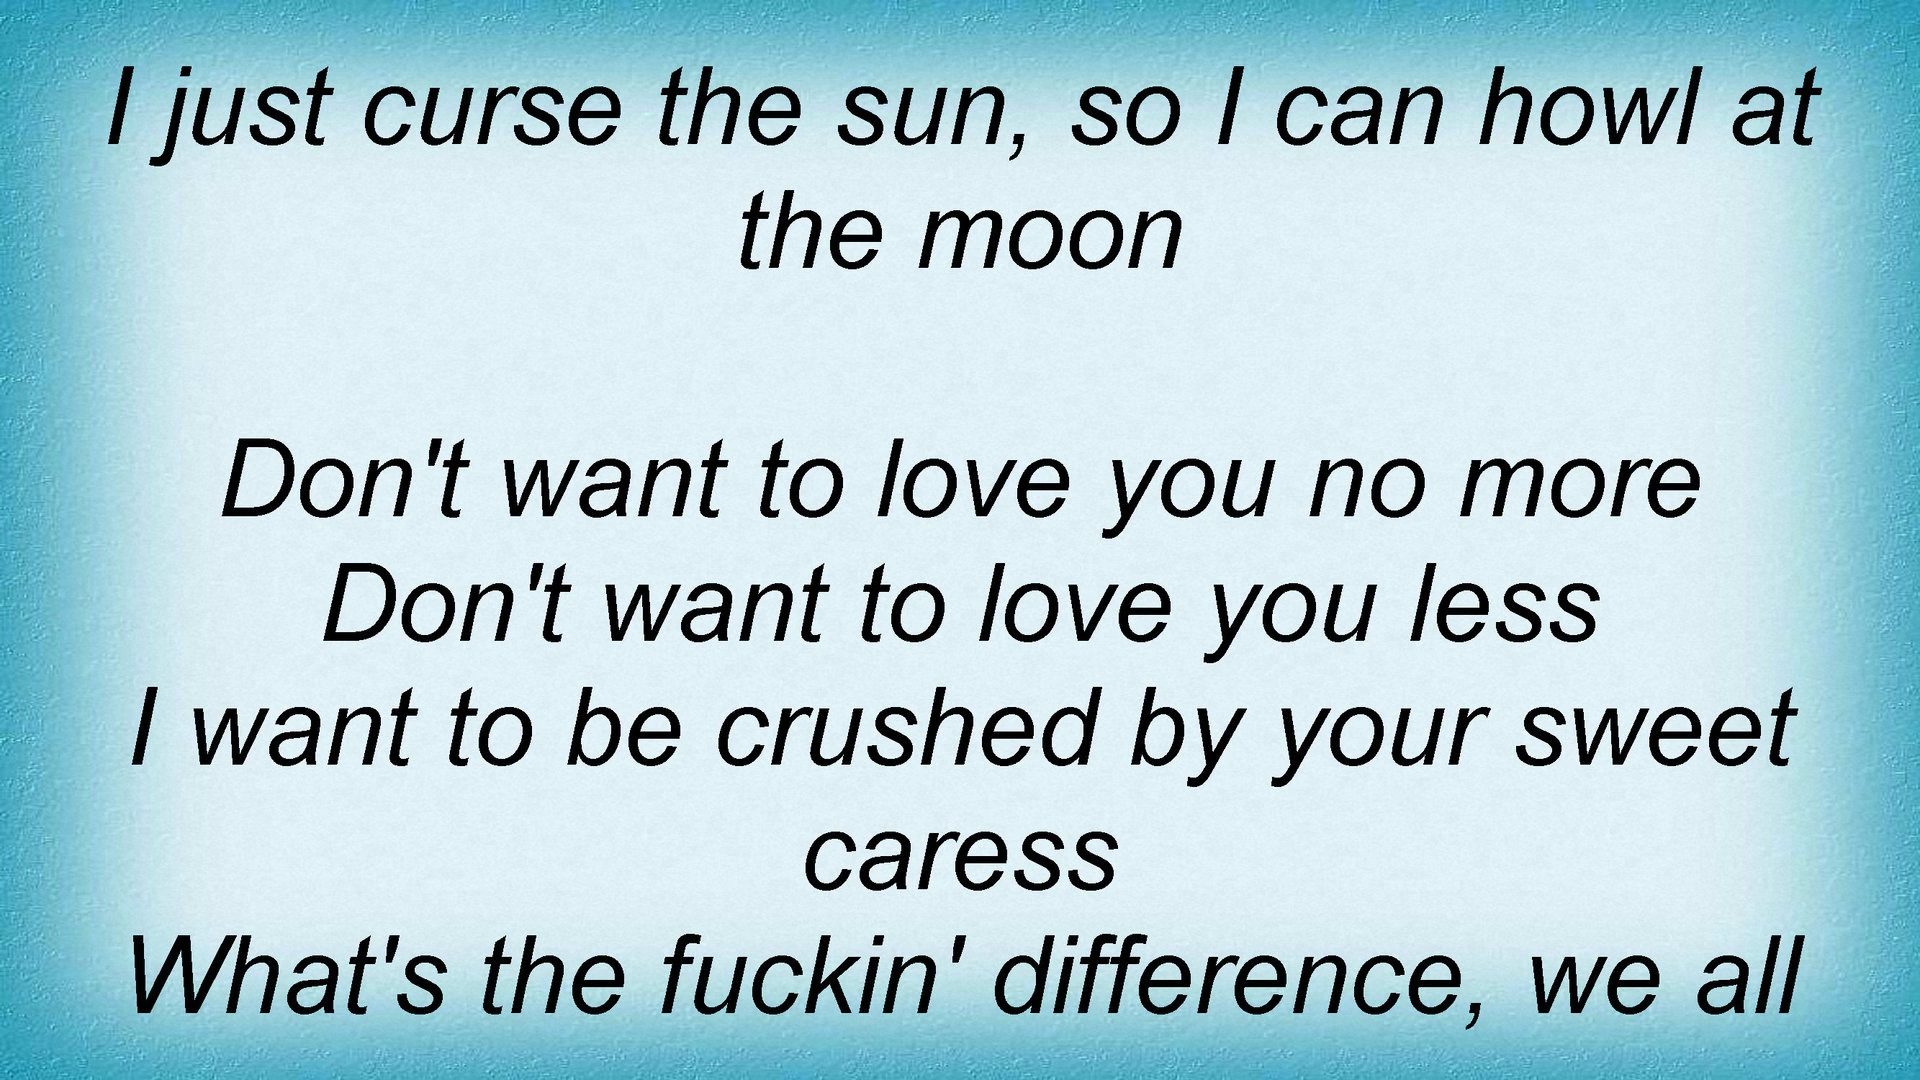 I just curse the sun, so I can howl at
the moon
Don't want to love you no more
Don't want to love you less
I want to be crushed by your sweet
caress
What's the fuckin' difference, we all